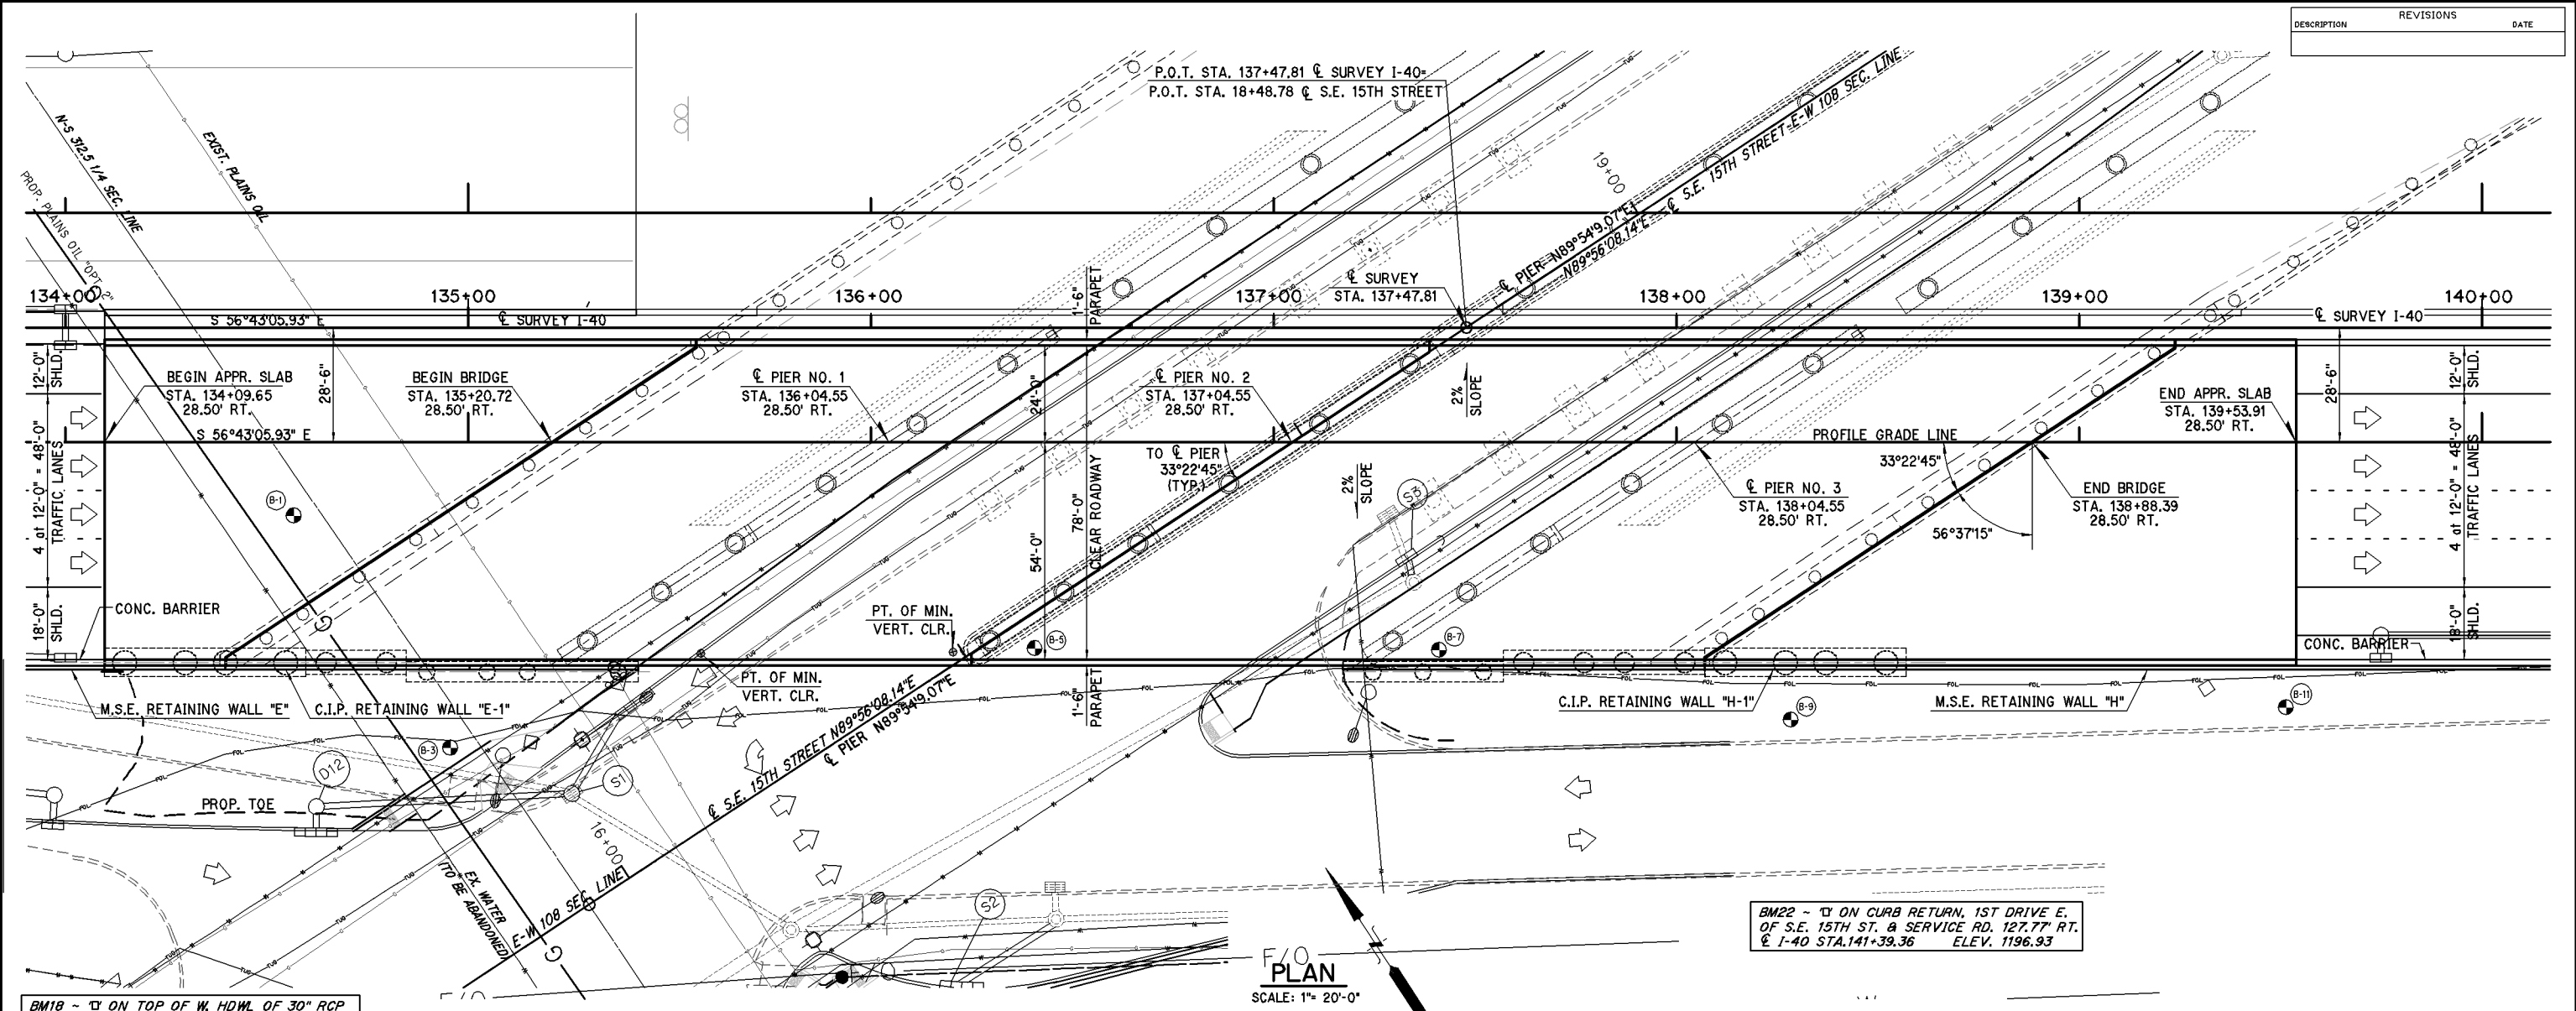 REVISIONS
DESCRIPTION DATE
P.O.T. STA. 137+47.81 ℄ SURVEY I-40=
P.O.T. STA. 18+48.78 ℄ S.E. 15TH STREET
N-S 312.5 1/4 SEC. LINE
EXIST. PLAINS OIL
PROP. PLAINS OIL "OPT 2"
19+00
℄ S.E. 15TH STREET-E-W 108 SEC. LINE
℄ PIER N89°54'9.07"E
N89°56'08.14"E
134+00
135+00
136+00
137+00
138+00
139+00
140+00
S 56°43'05.93" E
℄ SURVEY I-40
1'-6"
PARAPET
℄ SURVEY
STA. 137+47.81
℄ SURVEY I-40
12'-0"
SHLD.
BEGIN APPR. SLAB
STA. 134+09.65
28.50' RT.
28'-6"
BEGIN BRIDGE
STA. 135+20.72
28.50' RT.
℄ PIER NO. 1
STA. 136+04.55
28.50' RT.
24'-0"
℄ PIER NO. 2
STA. 137+04.55
28.50' RT.
2%
SLOPE
END APPR. SLAB
STA. 139+53.91
28.50' RT.
28'-6"
12'-0"
SHLD.
S 56°43'05.93" E
4 at 12'-0" = 48'-0"
TRAFFIC LANES
TO ℄ PIER
33°22'45"
(TYP.)
PROFILE GRADE LINE
33°22'45"
4 at 12'-0" = 48'-0"
TRAFFIC LANES
B-1
2%
SLOPE
S3
℄ PIER NO. 3
STA. 138+04.55
28.50' RT.
END BRIDGE
STA. 138+88.39
28.50' RT.
56°37'15"
54'-0"
78'-0"
CLEAR ROADWAY
18'-0"
SHLD.
CONC. BARRIER
PT. OF MIN.
VERT. CLR.
B-5
B-7
18'-0"
SHLD.
CONC. BARRIER
PT. OF MIN.
VERT. CLR.
1'-6"
PARAPET
M.S.E. RETAINING WALL "E"
C.I.P. RETAINING WALL "E-1"
C.I.P. RETAINING WALL "H-1"
M.S.E. RETAINING WALL "H"
B-9
B-11
B-3
D12
S1
℄ S.E. 15TH STREET N89°56'08.14"E
℄ PIER N89°54'9.07"E
PROP. TOE
16+00
EX. WATER
(TO BE ABANDONED)
E-W 108 SEC. LINE
S2
F/O
PLAN
SCALE: 1"= 20'-0"
ON CURB RETURN, 1ST DRIVE E.
OF S.E. 15TH ST. & SERVICE RD. 127.77' RT.
℄ I-40 STA.141+39.36 ELEV. 1196.93
ON TOP OF W. HDWL OF 30" RCP